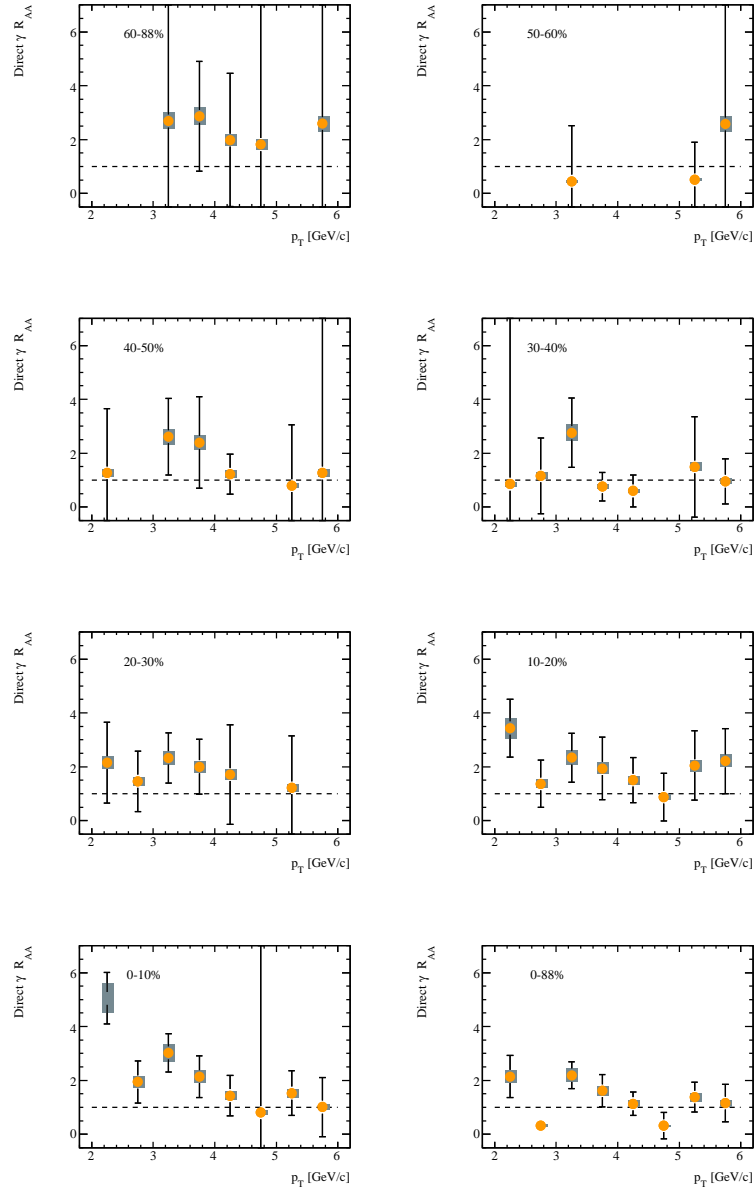 Direct γ R_AA
60-88%
6
4
2
0
2 3 4 5 6
p_T [GeV/c]
Direct γ R_AA
50-60%
6
4
2
0
2 3 4 5 6
p_T [GeV/c]
Direct γ R_AA
40-50%
6
4
2
0
2 3 4 5 6
p_T [GeV/c]
Direct γ R_AA
30-40%
6
4
2
0
2 3 4 5 6
p_T [GeV/c]
Direct γ R_AA
20-30%
6
4
2
0
2 3 4 5 6
p_T [GeV/c]
Direct γ R_AA
10-20%
6
4
2
0
2 3 4 5 6
p_T [GeV/c]
Direct γ R_AA
0-10%
6
4
2
0
2 3 4 5 6
p_T [GeV/c]
Direct γ R_AA
0-88%
6
4
2
0
2 3 4 5 6
p_T [GeV/c]